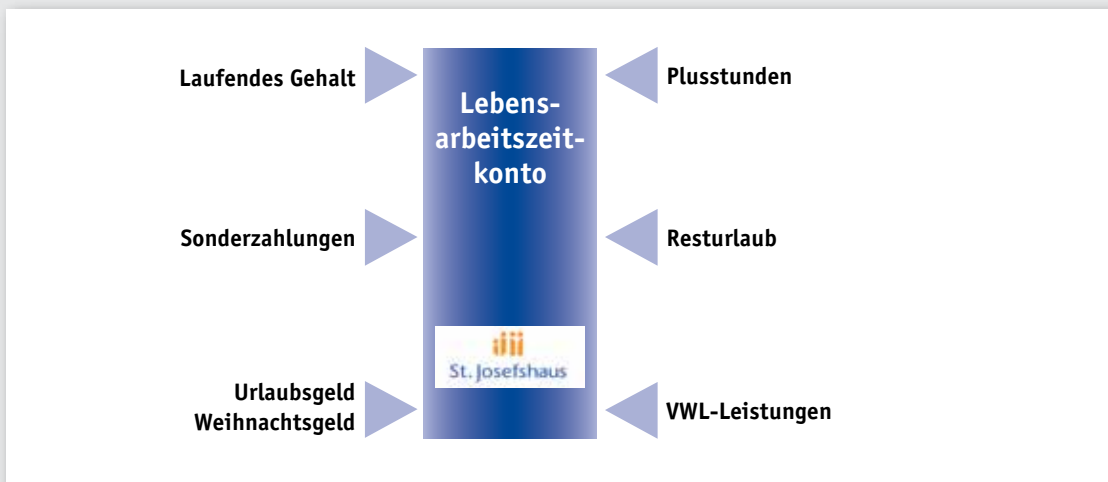 Laufendes Gehalt
Lebens-
arbeitszeit-
konto
Plusstunden
Sonderzahlungen
Resturlaub
St. Josefshaus
Urlaubsgeld
Weihnachtsgeld
VWL-Leistungen